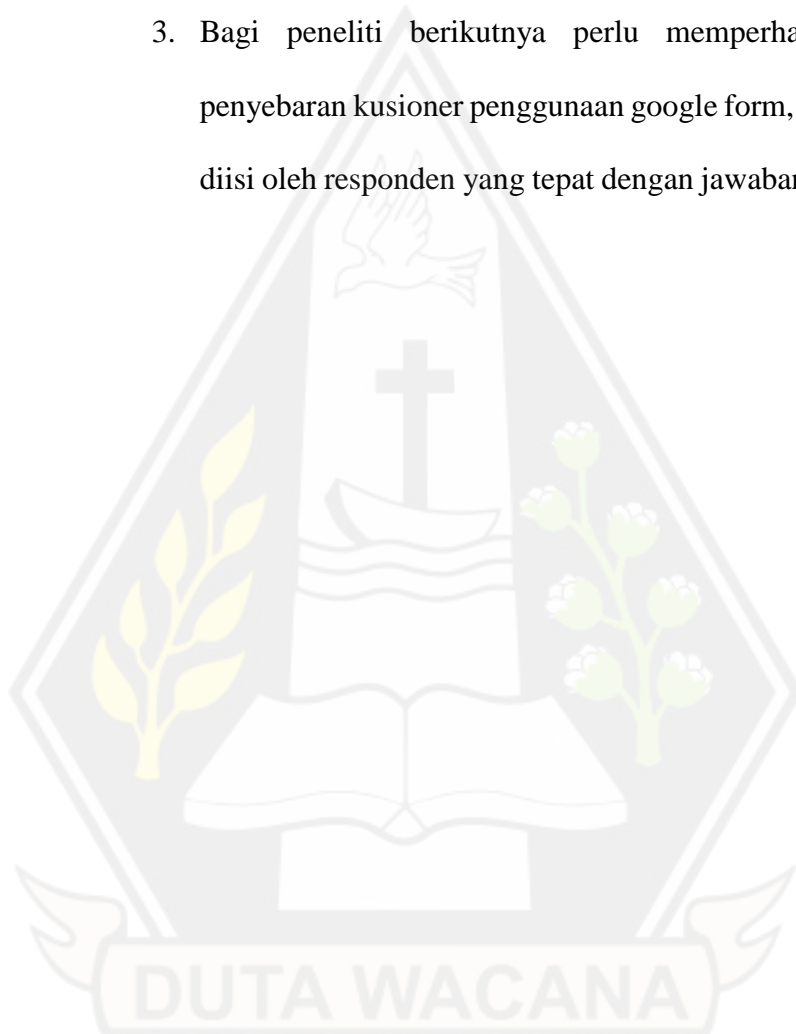 3. Bagi peneliti berikutnya perlu memperha
penyebaran kusioner penggunaan google form,
diisi oleh responden yang tepat dengan jawaban
DUTA WACANA